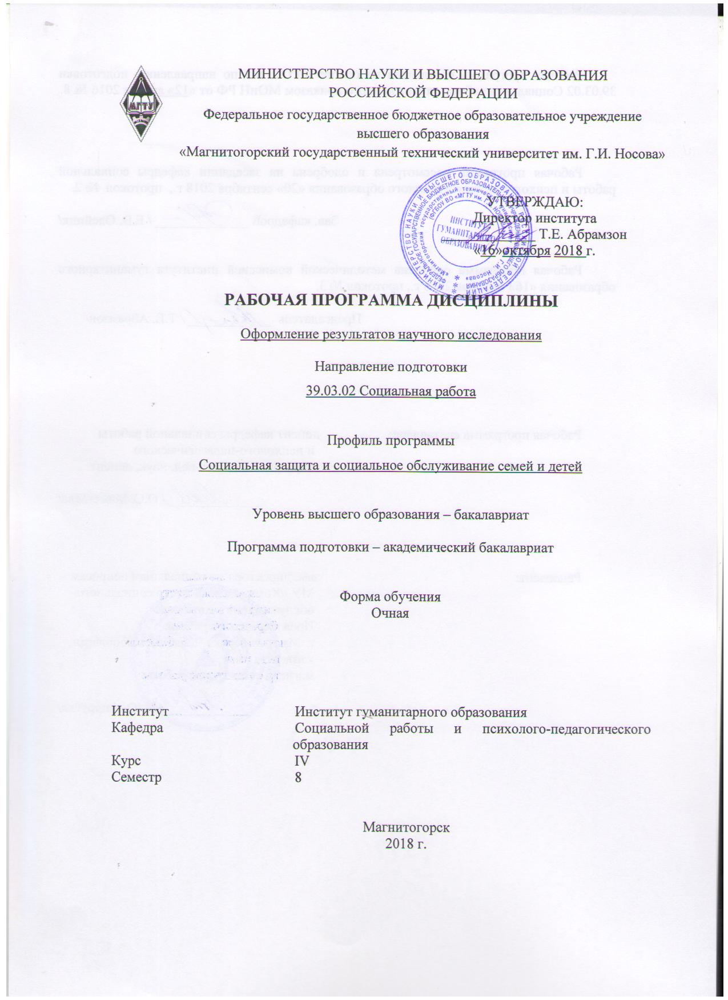 МГТУ
МИНИСТЕРСТВО НАУКИ И ВЫСШЕГО ОБРАЗОВАНИЯ
РОССИЙСКОЙ ФЕДЕРАЦИИ
Федеральное государственное бюджетное образовательное учреждение
высшего образования
«Магнитогорский государственный технический университет им. Г.И. Носова»
УТВЕРЖДАЮ:
Директор института
Т.Е. Абрамзон
«16» октября 2018 г.
ИНСТИТУТ
ГУМАНИТАРНОГО
ОБРАЗОВАНИЯ
РАБОЧАЯ ПРОГРАММА ДИСЦИПЛИНЫ
Оформление результатов научного исследования
Направление подготовки
39.03.02 Социальная работа
Профиль программы
Социальная защита и социальное обслуживание семей и детей
Уровень высшего образования – бакалавриат
Программа подготовки – академический бакалавриат
Форма обучения
Очная
Институт Институт гуманитарного образования
Кафедра Социальной работы и психолого-педагогического
образования
Курс IV
Семестр 8
Магнитогорск
2018 г.